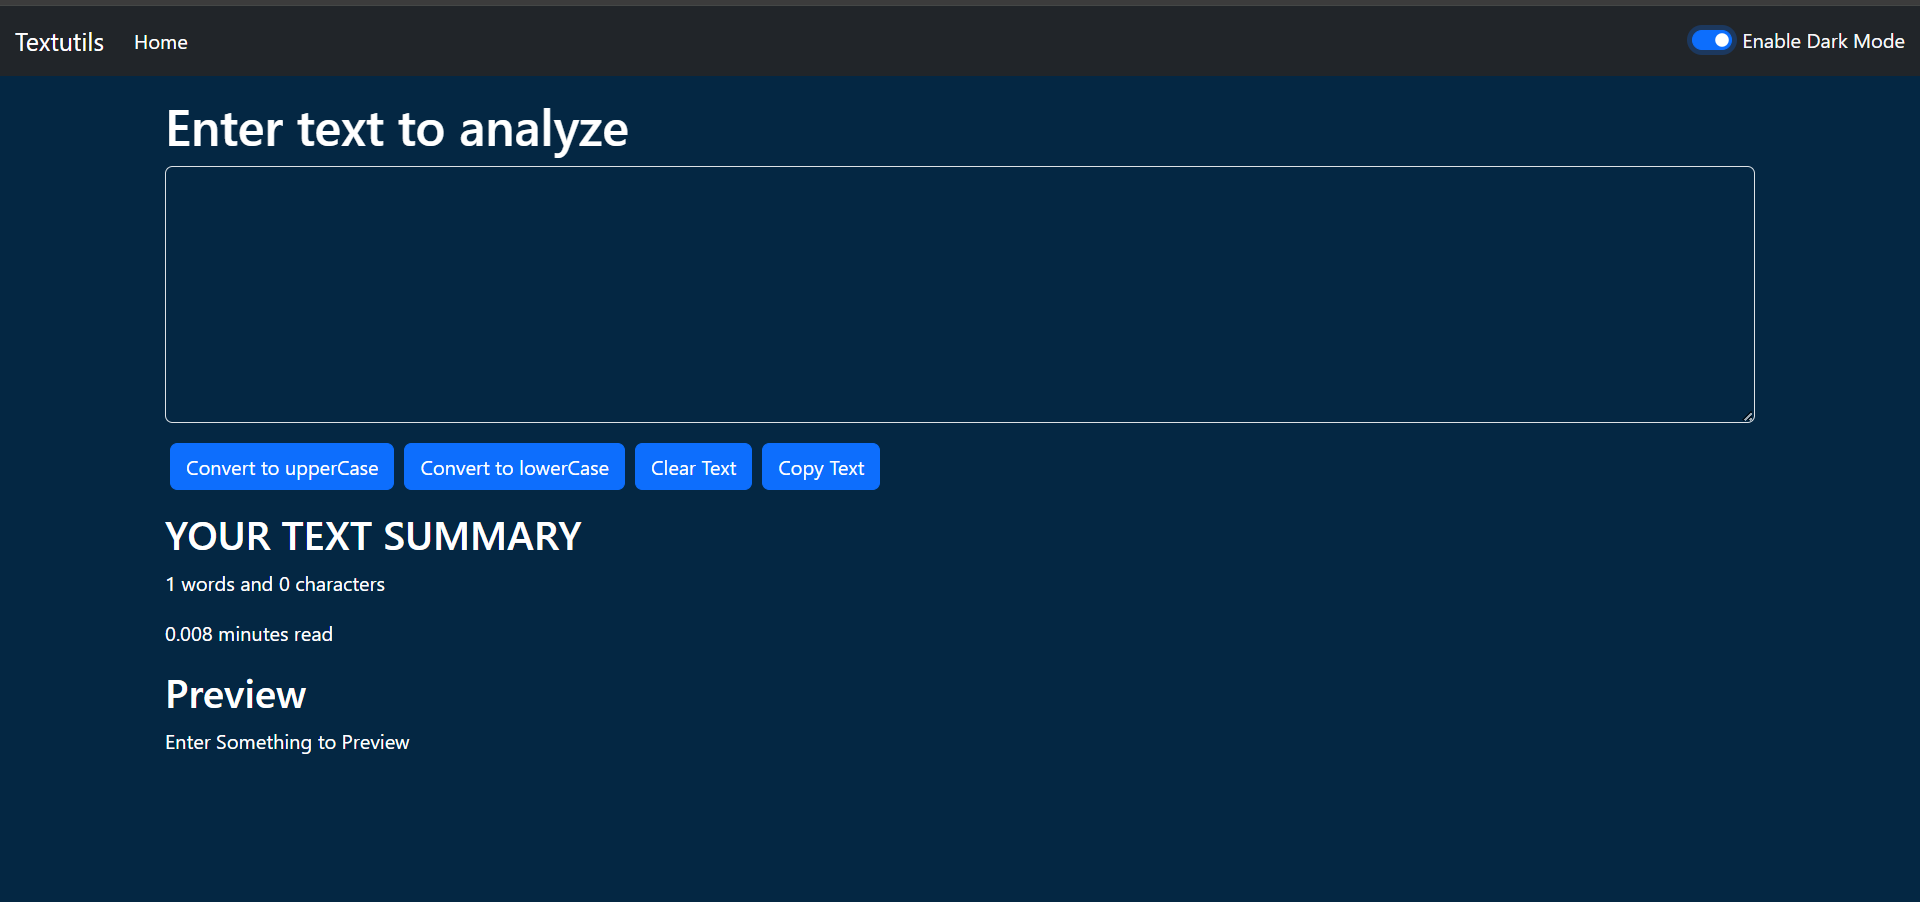 Textutils Home Enable Dark Mode
Enter text to analyze
Convert to upperCase Convert to lowerCase Clear Text Copy Text
YOUR TEXT SUMMARY
1 words and 0 characters
0.008 minutes read
Preview
Enter Something to Preview